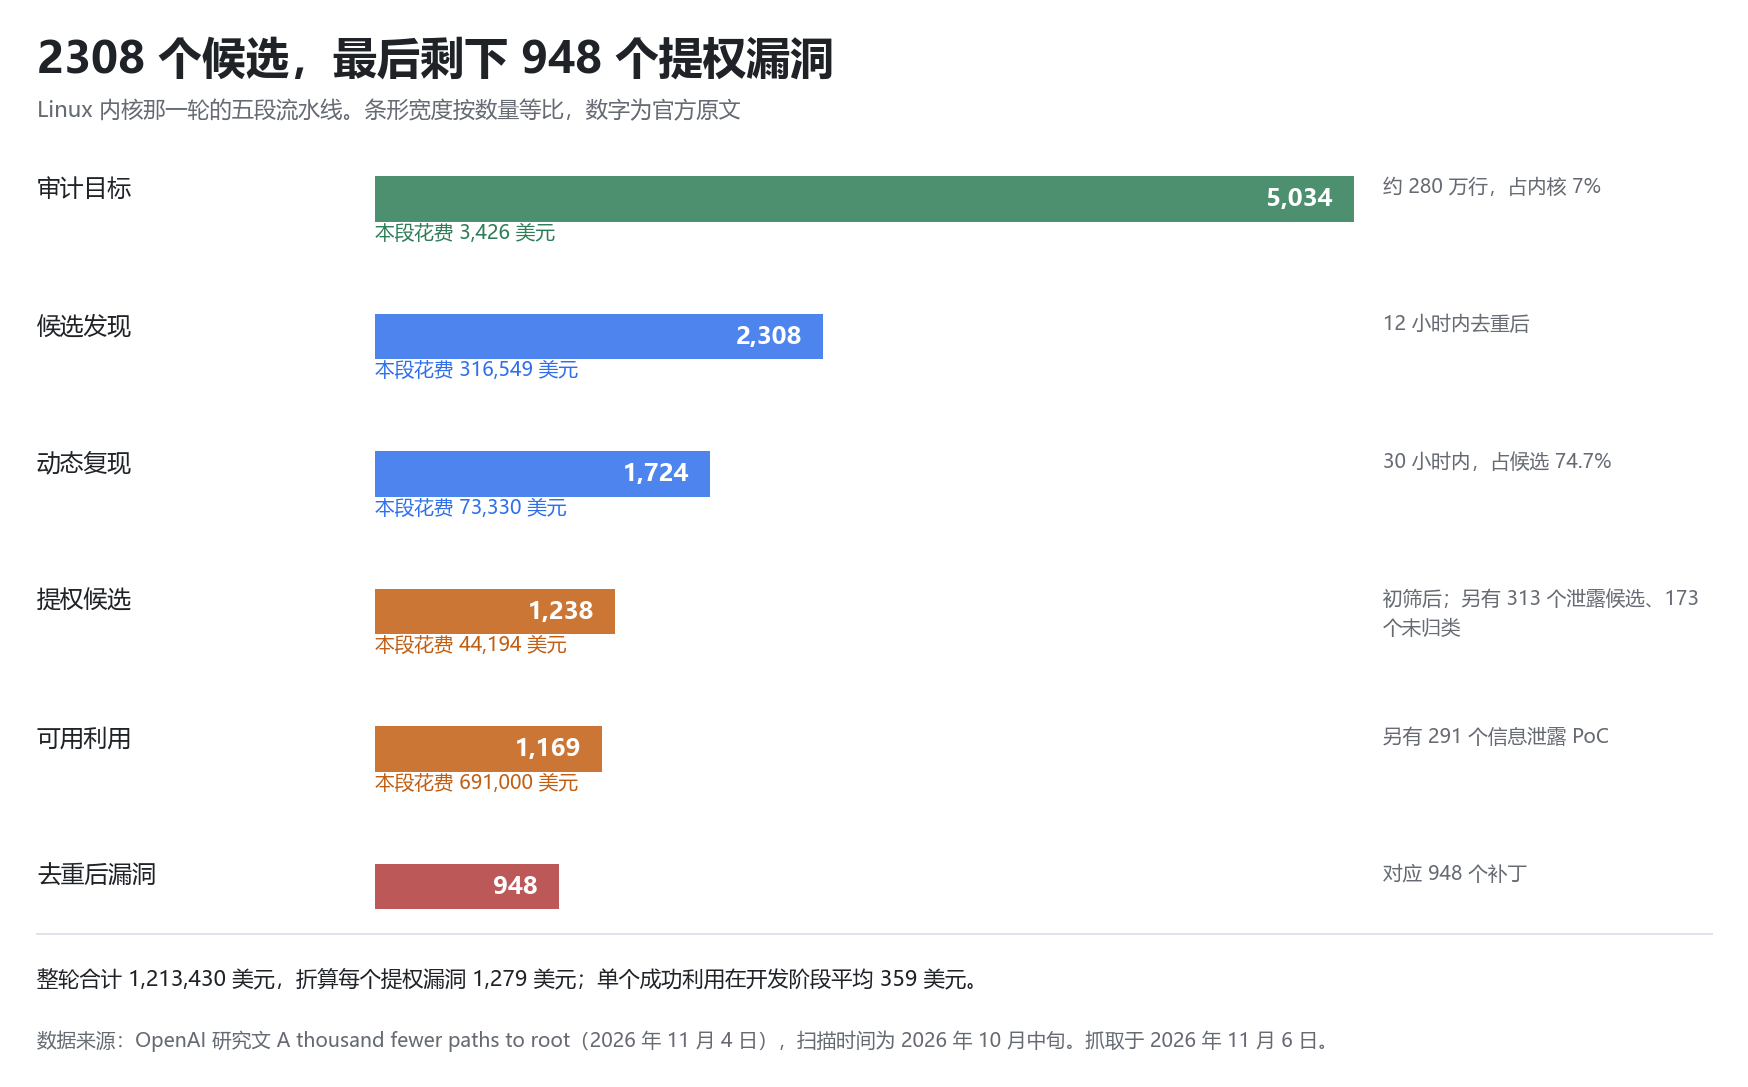 2308 个候选，最后剩下 948 个提权漏洞
Linux 内核那一轮的五段流水线。条形宽度按数量等比，数字为官方原文
审计目标
5,034
约 280 万行，占内核 7%
本段花费 3,426 美元
候选发现
2,308
12 小时内去重后
本段花费 316,549 美元
动态复现
1,724
30 小时内，占候选 74.7%
本段花费 73,330 美元
提权候选
1,238
初筛后；另有 313 个泄露候选、173
个未归类
本段花费 44,194 美元
可用利用
1,169
另有 291 个信息泄露 PoC
本段花费 691,000 美元
去重后漏洞
948
对应 948 个补丁
整轮合计 1,213,430 美元，折算每个提权漏洞 1,279 美元；单个成功利用在开发阶段平均 359 美元。
数据来源：OpenAI 研究文 A thousand fewer paths to root（2026 年 11 月 4 日），扫描时间为 2026 年 10 月中旬。抓取于 2026 年 11 月 6 日。